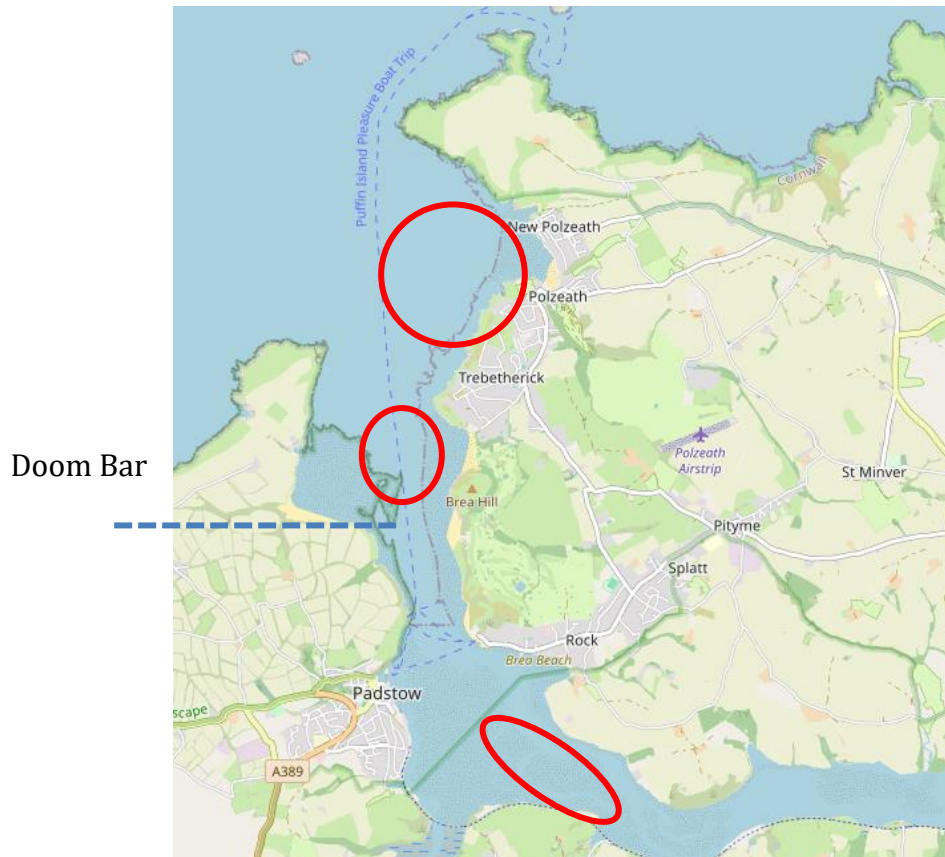 Puffin Island Pleasure Boat Trip
Cornwall
New Polzeath
Polzeath
Trebetherick
Polzeath
Airstrip
Doom Bar
St Minver
Brea Hill
Pityme
Splatt
Rock
Brea Beach
Padstow
scape
A389